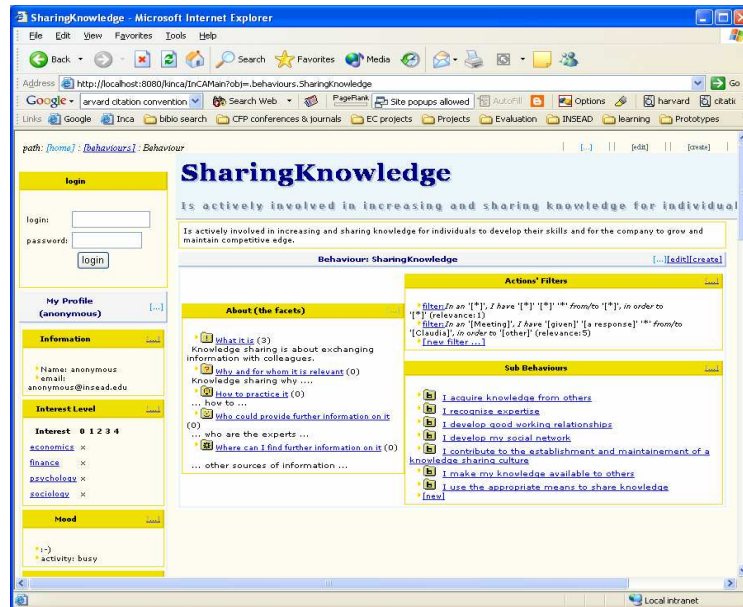 SharingKnowledge - Microsoft Internet Explorer
File Edit View Favorites Tools Help
Back Search Favorites Media
Address http://localhost:8080/kinca/InCAMain?obj=.behaviours.SharingKnowledge Go
Google arvard citation convention Search Web PageRank Site popups allowed AutoFill Options harvard citatic
Links Google Inca biblio search CFP conferences & journals EC projects Projects Evaluation INSEAD learning Prototypes
path: [home] : [behaviours] : Behaviour | [...] || [edit] || [create] |
SharingKnowledge
Is actively involved in increasing and sharing knowledge for individual
login
login:
password:
login
Is actively involved in increasing and sharing knowledge for individuals to develop their skills and for the company to grow and
maintain competitive edge.
Behaviour: SharingKnowledge [...][edit][create]
My Profile
(anonymous) [...]
Information [...]
Name: anonymous
email:
anonymous@insead.edu
Interest Level [...]
Interest 0 1 2 3 4
economics x
finance x
psychology x
sociology x
Mood [...]
:-)
activity: busy
About (the facets) [...]
What it is (3)
Knowledge sharing is about exchanging
information with colleagues.
Why and for whom it is relevant (0)
Knowledge sharing why ....
How to practice it (0)
... how to ...
Who could provide further information on it
(0)
... who are the experts ...
Where can I find further information on it (0)
... other sources of information ...
Actions' Filters [...]
filter:In an '[*]', I have '[*]' '[*]' '*' from/to '[*]', in order to
'[*]' (relevance:1)
filter:In an '[Meeting]', I have '[given]' '[a response]' '*' from/to
'[Claudia]', in order to '[other]' (relevance:5)
[new filter ...]
Sub Behaviours [...]
I acquire knowledge from others
I recognise expertise
I develop good working relationships
I develop my social network
I contribute to the establishment and maintainement of a
knowledge sharing culture
I make my knowledge available to others
I use the appropriate means to share knowledge
[new]
Local intranet